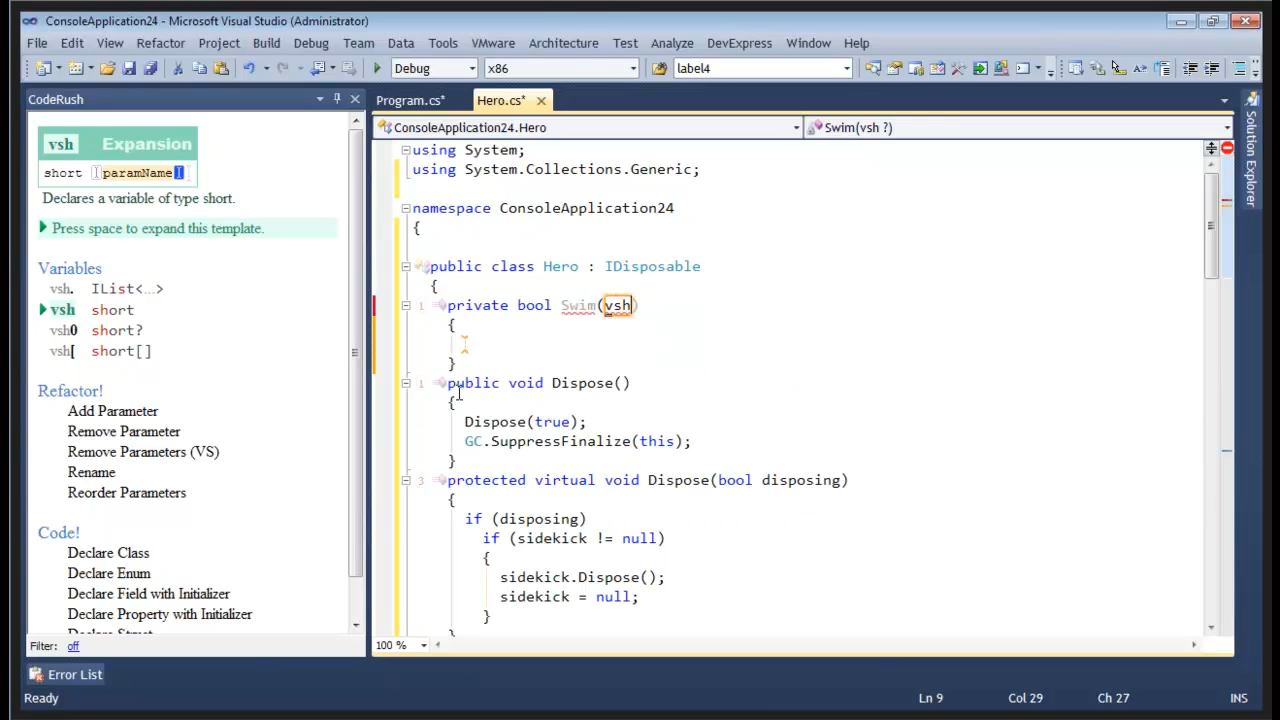 ConsoleApplication24 - Microsoft Visual Studio (Administrator)
File Edit View Refactor Project Build Debug Team Data Tools VMware Architecture Test Analyze DevExpress Window Help
Debug x86 label4
CodeRush
Program.cs* Hero.cs*
ConsoleApplication24.Hero Swim(vsh ?)
vsh Expansion
short paramName
Declares a variable of type short.
Press space to expand this template.
Variables
vsh. IList<...>
vsh short
vsh0 short?
vsh[ short[]
Refactor!
Add Parameter
Remove Parameter
Remove Parameters (VS)
Rename
Reorder Parameters
Code!
Declare Class
Declare Enum
Declare Field with Initializer
Declare Property with Initializer
Declare Struct
Filter: off
using System;
using System.Collections.Generic;
namespace ConsoleApplication24
{
public class Hero : IDisposable
{
1 private bool Swim(vsh)
{
}
1 public void Dispose()
{
Dispose(true);
GC.SuppressFinalize(this);
}
3 protected virtual void Dispose(bool disposing)
{
if (disposing)
if (sidekick != null)
{
sidekick.Dispose();
sidekick = null;
}
}
100 %
Solution Explorer
Error List
Ready Ln 9 Col 29 Ch 27 INS